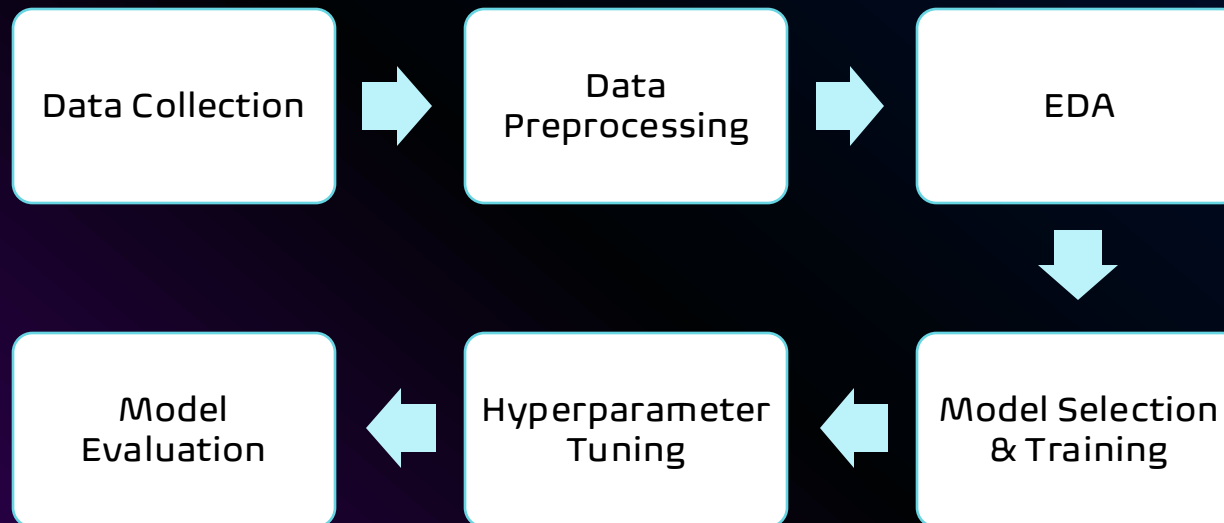 Data Collection
Data
Preprocessing
EDA
Model Selection
& Training
Hyperparameter
Tuning
Model
Evaluation